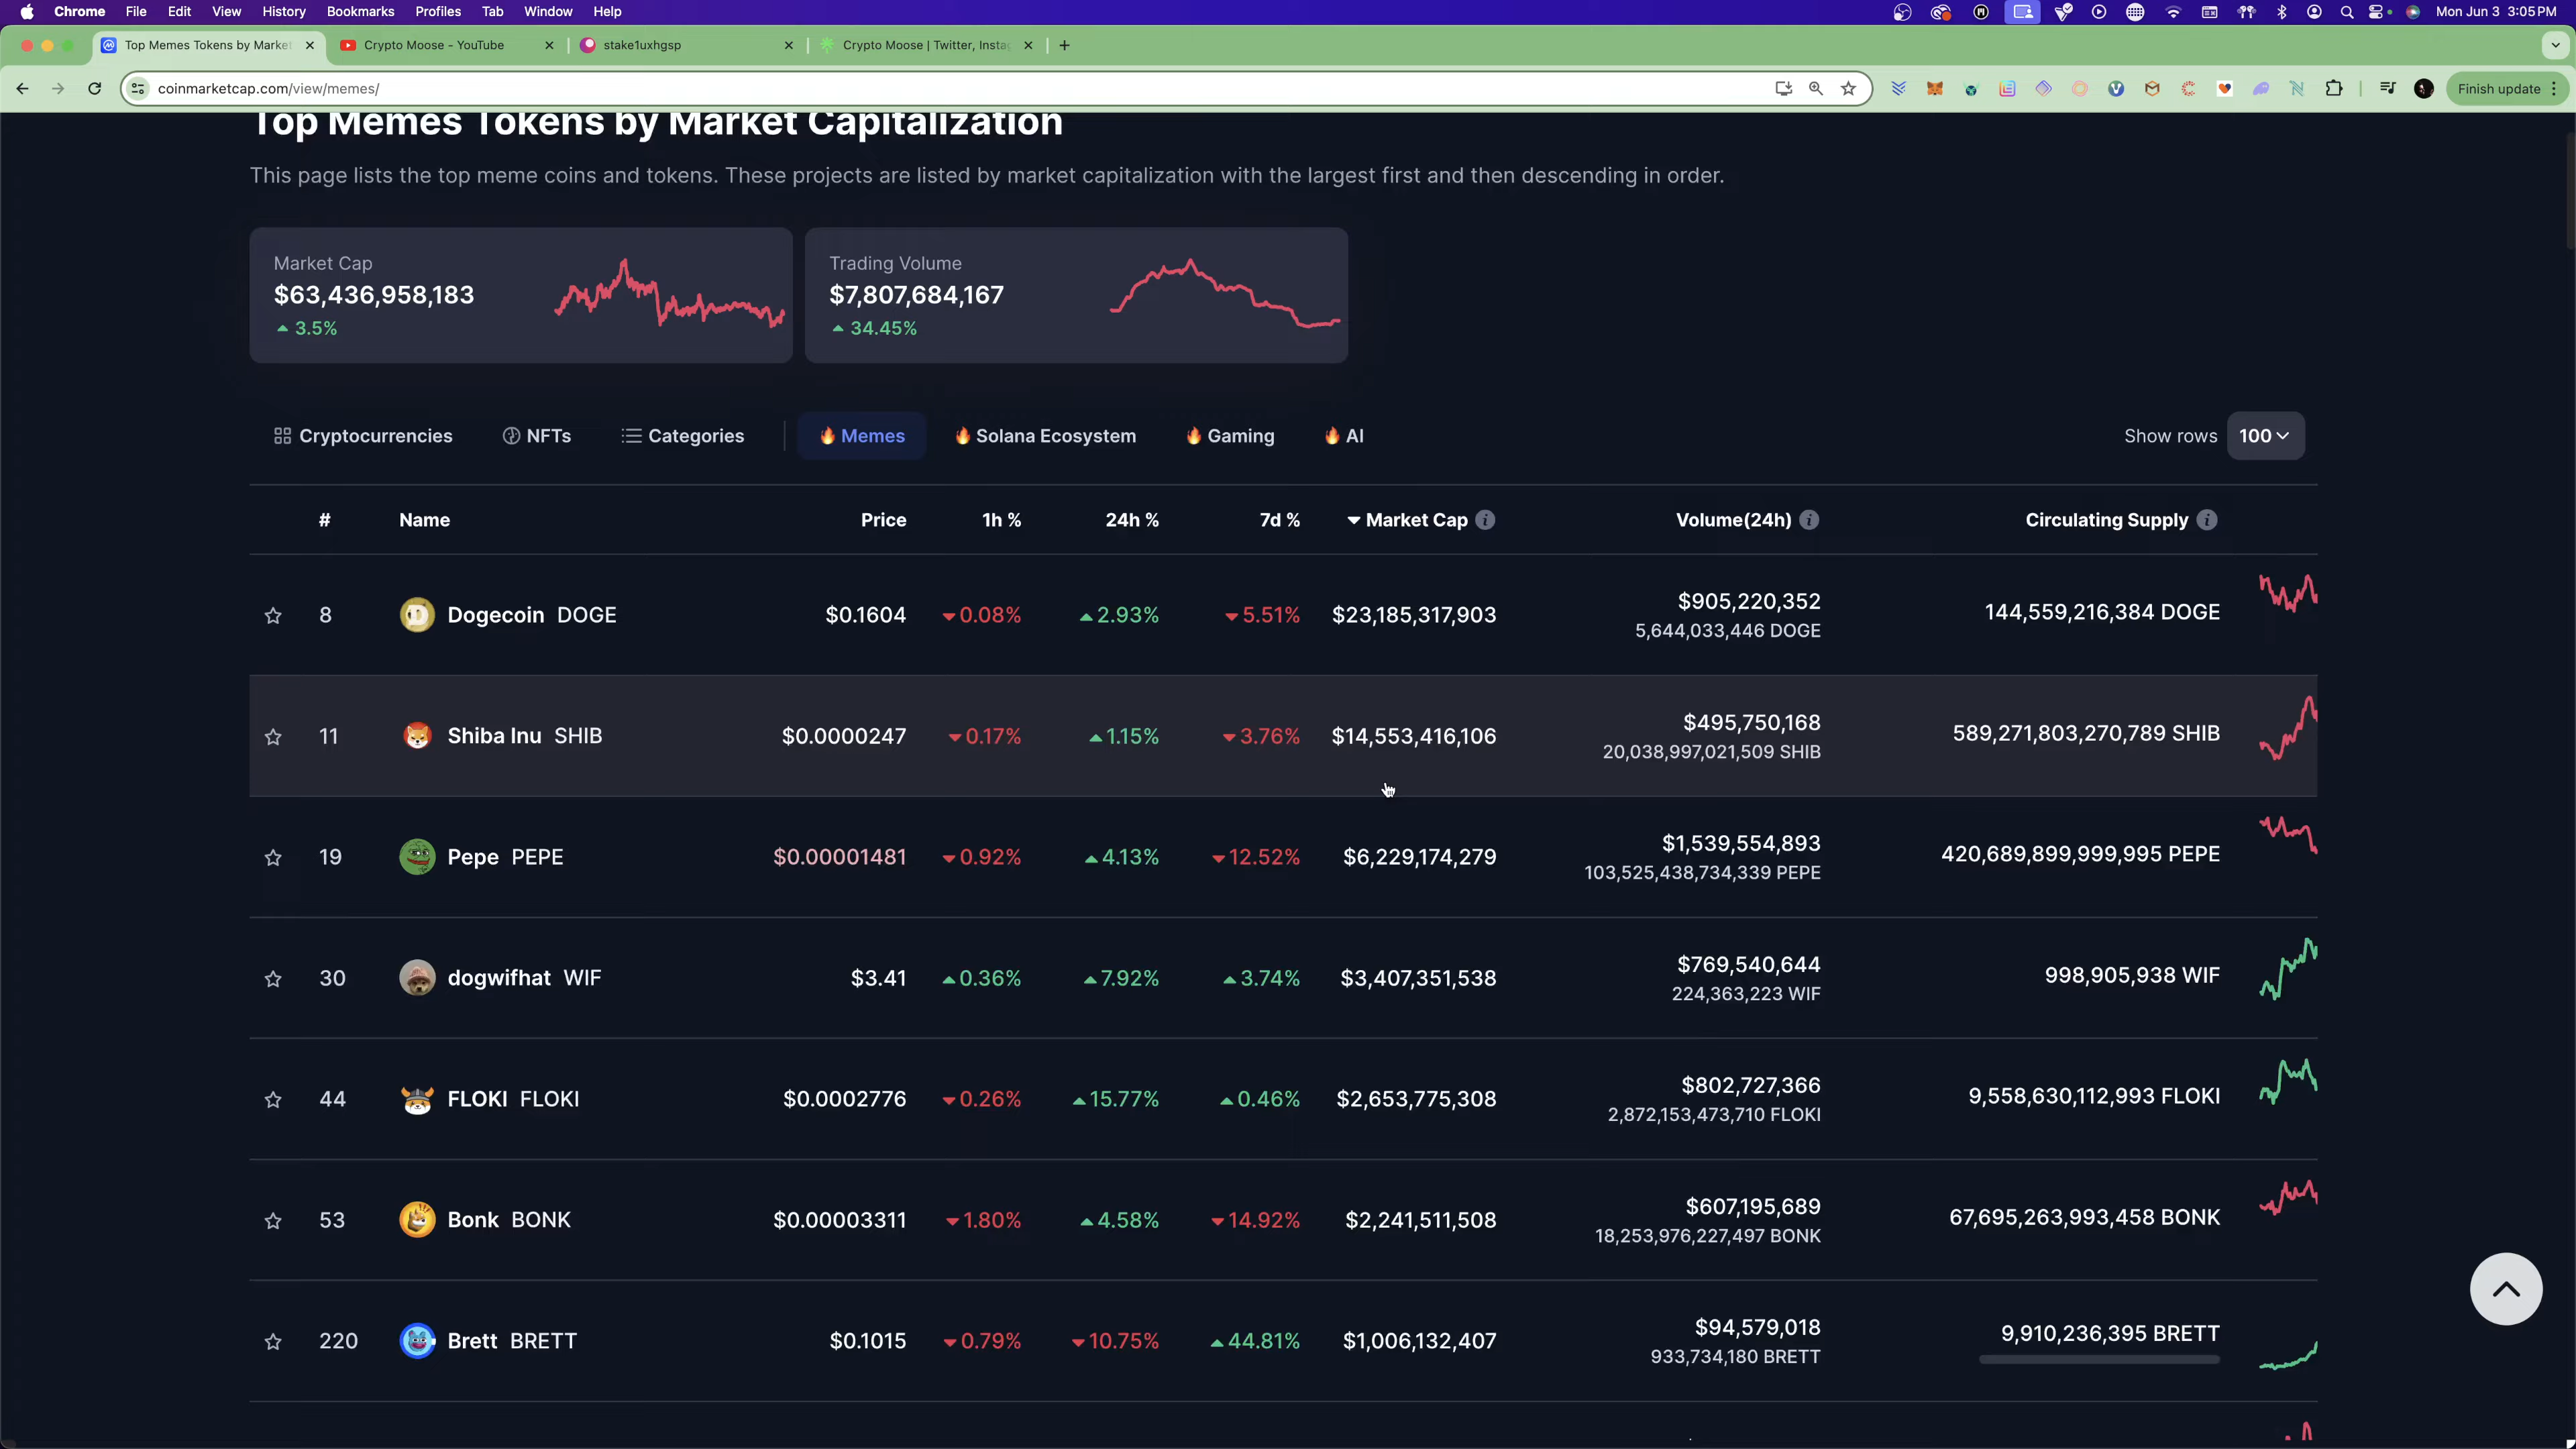 Chrome File Edit View History Bookmarks Profiles Tab Window Help Mon Jun 3 3:05 PM
Top Memes Tokens by Market Crypto Moose - YouTube stake1uxhgsp Crypto Moose | Twitter, Insta
coinmarketcap.com/view/memes/ Finish update
Top Memes Tokens by Market Capitalization
This page lists the top meme coins and tokens. These projects are listed by market capitalization with the largest first and then descending in order.
Market Cap Trading Volume
$63,436,958,183 $7,807,684,167
3.5% 34.45%
Cryptocurrencies NFTs Categories Memes Solana Ecosystem Gaming AI Show rows 100
# Name Price 1h % 24h % 7d % Market Cap Volume(24h) Circulating Supply
8 Dogecoin DOGE $0.1604 0.08% 2.93% 5.51% $23,185,317,903 $905,220,352 144,559,216,384 DOGE
5,644,033,446 DOGE
11 Shiba Inu SHIB $0.0000247 0.17% 1.15% 3.76% $14,553,416,106 $495,750,168 589,271,803,270,789 SHIB
20,038,997,021,509 SHIB
19 Pepe PEPE $0.00001481 0.92% 4.13% 12.52% $6,229,174,279 $1,539,554,893 420,689,899,999,995 PEPE
103,525,438,734,339 PEPE
30 dogwifhat WIF $3.41 0.36% 7.92% 3.74% $3,407,351,538 $769,540,644 998,905,938 WIF
224,363,223 WIF
44 FLOKI FLOKI $0.0002776 0.26% 15.77% 0.46% $2,653,775,308 $802,727,366 9,558,630,112,993 FLOKI
2,872,153,473,710 FLOKI
53 Bonk BONK $0.00003311 1.80% 4.58% 14.92% $2,241,511,508 $607,195,689 67,695,263,993,458 BONK
18,253,976,227,497 BONK
220 Brett BRETT $0.1015 0.79% 10.75% 44.81% $1,006,132,407 $94,579,018 9,910,236,395 BRETT
933,734,180 BRETT